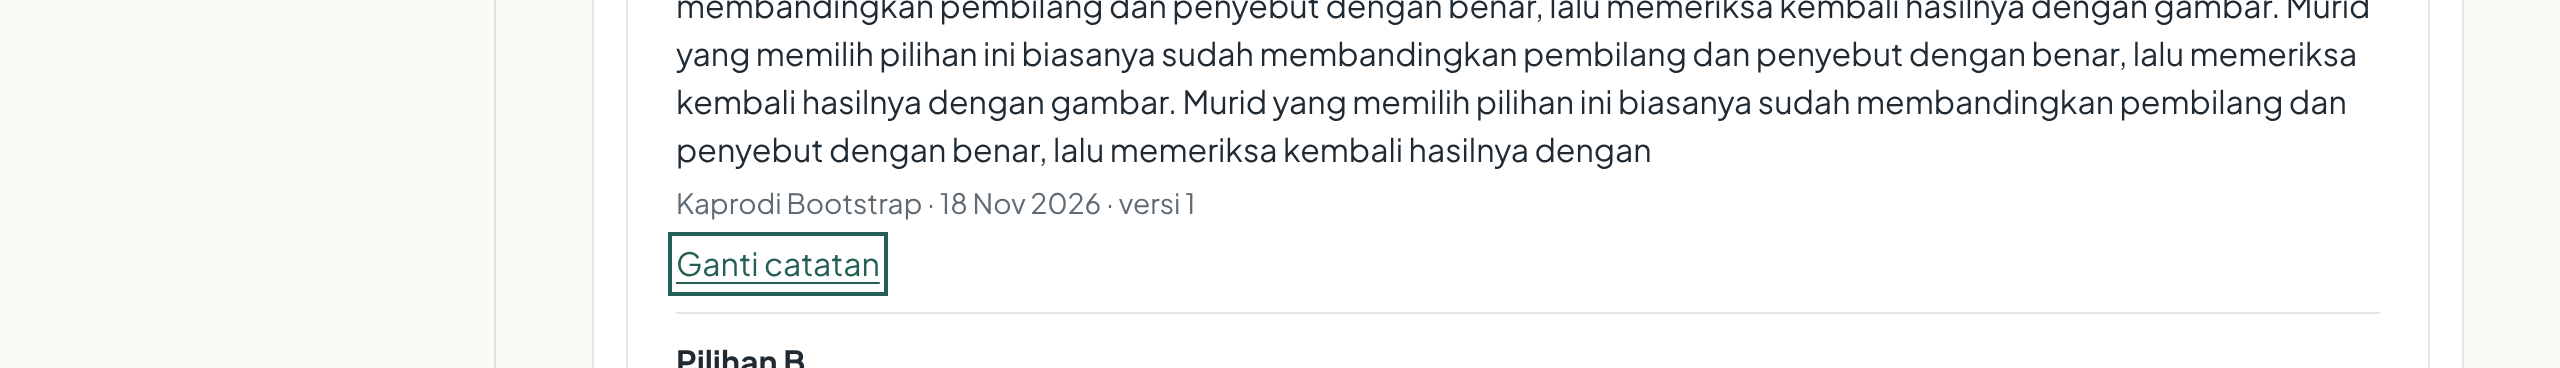 membandingkan pembilang dan penyebut dengan benar, lalu memeriksa kembali hasilnya dengan gambar. Murid
yang memilih pilihan ini biasanya sudah membandingkan pembilang dan penyebut dengan benar, lalu memeriksa
kembali hasilnya dengan gambar. Murid yang memilih pilihan ini biasanya sudah membandingkan pembilang dan
penyebut dengan benar, lalu memeriksa kembali hasilnya dengan
Kaprodi Bootstrap · 18 Nov 2026 · versi 1
Ganti catatan
Pilihan B